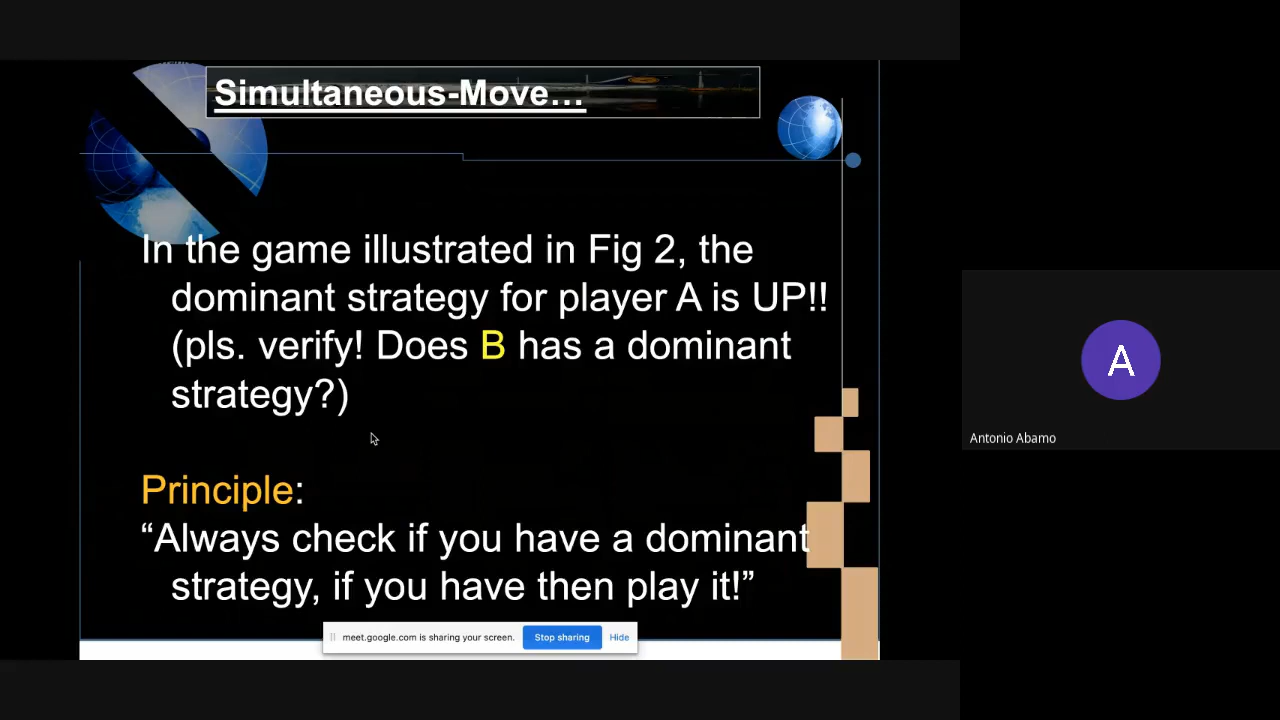 Simultaneous-Move...
In the game illustrated in Fig 2, the
dominant strategy for player A is UP!!
(pls. verify! Does B has a dominant
strategy?)
Principle:
“Always check if you have a dominant
strategy, if you have then play it!”
meet.google.com is sharing your screen. Stop sharing Hide
A
Antonio Abamo